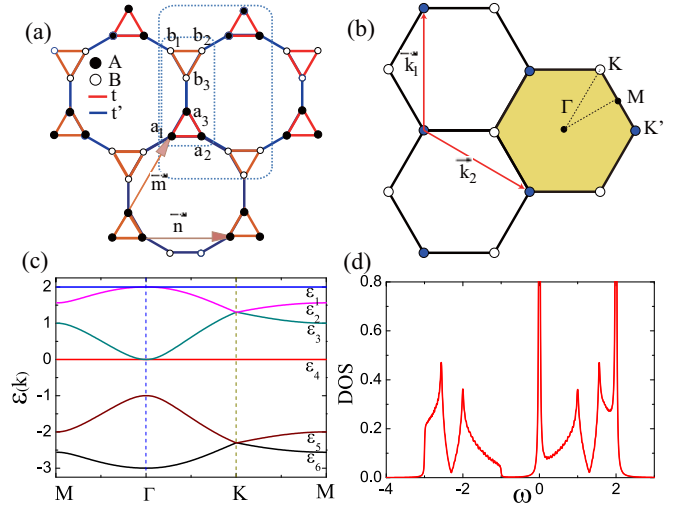 (a)
b₁ b₂
b₃
A
B
t
t'
a₃
a₁
a₂
m
n
(b)
k₁
K
M
Γ
K'
k₂
(c)
ε(k)
2
1
0
-1
-2
-3
ε₁
ε₂
ε₃
ε₄
ε₅
ε₆
M Γ K M
(d)
DOS
0.8
0.6
0.4
0.2
0.0
-4 -2 0 2
ω